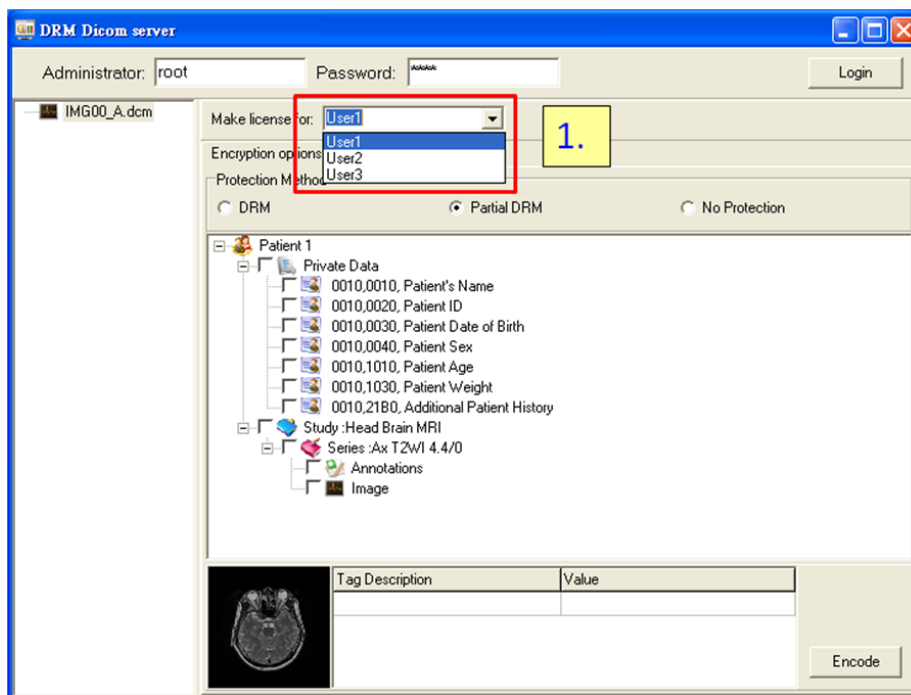 DRM Dicom server
Administrator: root Password: **** Login
IMG00_A.dcm
Make license for: User1
1.
User1
User2
User3
Encryption options
Protection Method
DRM Partial DRM No Protection
Patient 1
Private Data
0010,0010, Patient's Name
0010,0020, Patient ID
0010,0030, Patient Date of Birth
0010,0040, Patient Sex
0010,1010, Patient Age
0010,1030, Patient Weight
0010,21B0, Additional Patient History
Study :Head Brain MRI
Series :Ax T2WI 4.4/0
Annotations
Image
Tag Description Value
Encode